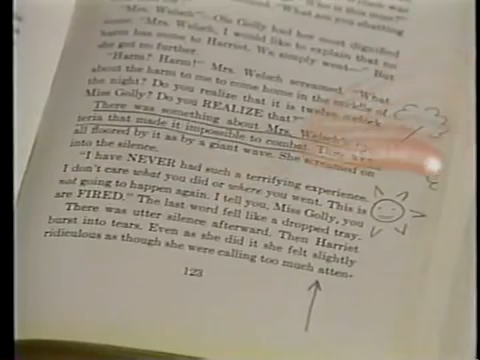 "What are you shouting
"Mrs. Welsch"—Ole Golly had her most dignified
"Mrs. Welsch, I would like to explain that no
harm has come to Harriet. We simply went—" But
she got no further.
"Harm? Harm!" Mrs. Welsch screamed. "What
about the harm to me to come home in the middle of
the night? Do you realize that it is twelve o'clock
Miss Golly? Do you REALIZE that?"
There was something about Mrs. Welsch's
teria that made it impossible to combat. They
all floored by it as by a giant wave. She screamed on
into the silence.
"I have NEVER had such a terrifying experience.
I don't care what you did or where you went. This is
not going to happen again. I tell you, Miss Golly, you
are FIRED." The last word fell like a dropped tray.
There was utter silence afterward. Then Harriet
burst into tears. Even as she did it she felt slightly
ridiculous as though she were calling too much atten-
123